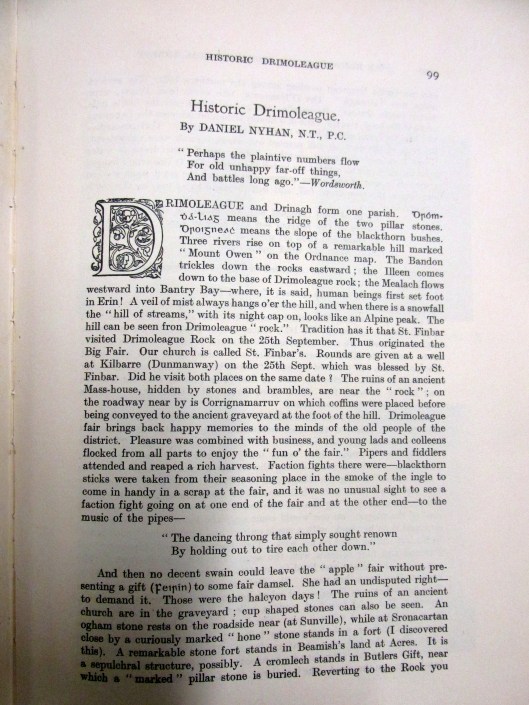 HISTORIC DRIMOLEAGUE
99
Historic Drimoleague.
By DANIEL NYHAN, N.T., P.C.
" Perhaps the plaintive numbers flow
For old unhappy far-off things,
And battles long ago."—Wordsworth.
DRIMOLEAGUE and Drinagh form one parish. Ꝺꞃóm-
ꝺá-Liaᵹ means the ridge of the two pillar stones.
Ꝺꞃoiᵹneaċ means the slope of the blackthorn bushes.
Three rivers rise on top of a remarkable hill marked
" Mount Owen " on the Ordnance map. The Bandon
trickles down the rocks eastward ; the Illeen comes
down to the base of Drimoleague rock; the Mealach flows
westward into Bantry Bay—where, it is said, human beings first set foot
in Erin! A veil of mist always hangs o'er the hill, and when there is a snowfall
the " hill of streams," with its night cap on, looks like an Alpine peak. The
hill can be seen fron Drimoleague " rock." Tradition has it that St. Finbar
visited Drimoleague Rock on the 25th September. Thus originated the
Big Fair. Our church is called St. Finbar's. Rounds are given at a well
at Kilbarre (Dunmanway) on the 25th Sept. which was blessed by St.
Finbar. Did he visit both places on the same date ? The ruins of an ancient
Mass-house, hidden by stones and brambles, are near the " rock " ; on
the roadway near by is Corrignamarruv on which coffins were placed before
being conveyed to the ancient graveyard at the foot of the hill. Drimoleague
fair brings back happy memories to the minds of the old people of the
district. Pleasure was combined with business, and young lads and colleens
flocked from all parts to enjoy the " fun o' the fair." Pipers and fiddlers
attended and reaped a rich harvest. Faction fights there were—blackthorn
sticks were taken from their seasoning place in the smoke of the ingle to
come in handy in a scrap at the fair, and it was no unusual sight to see a
faction fight going on at one end of the fair and at the other end—to the
music of the pipes—
" The dancing throng that simply sought renown
By holding out to tire each other down."
And then no decent swain could leave the " apple " fair without pre-
senting a gift (Feiꞃín) to some fair damsel. She had an undisputed right—
to demand it. Those were the halcyon days ! The ruins of an ancient
church are in the graveyard ; cup shaped stones can also be seen. An
ogham stone rests on the roadside near (at Sunville), while at Sronacartan
close by a curiously marked " hone " stone stands in a fort (I discovered
this). A remarkable stone fort stands in Beamish's land at Acres. It is
a sepulchral structure, possibly. A cromlech stands in Butlers Gift, near
which a " marked " pillar stone is buried. Reverting to the Rock you